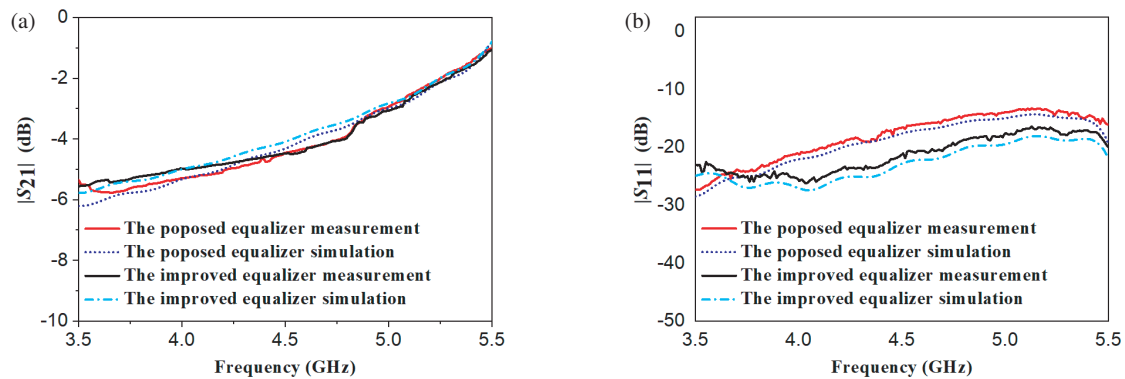 (a)
0
-2
-4
-6
-8
-10
|S21| (dB)
The poposed equalizer measurement
The poposed equalizer simulation
The improved equalizer measurement
The improved equalizer simulation
3.5 4.0 4.5 5.0 5.5
Frequency (GHz)
(b)
0
-10
-20
-30
-40
-50
|S11| (dB)
The poposed equalizer measurement
The poposed equalizer simulation
The improved equalizer measurement
The improved equalizer simulation
3.5 4.0 4.5 5.0 5.5
Frequency (GHz)